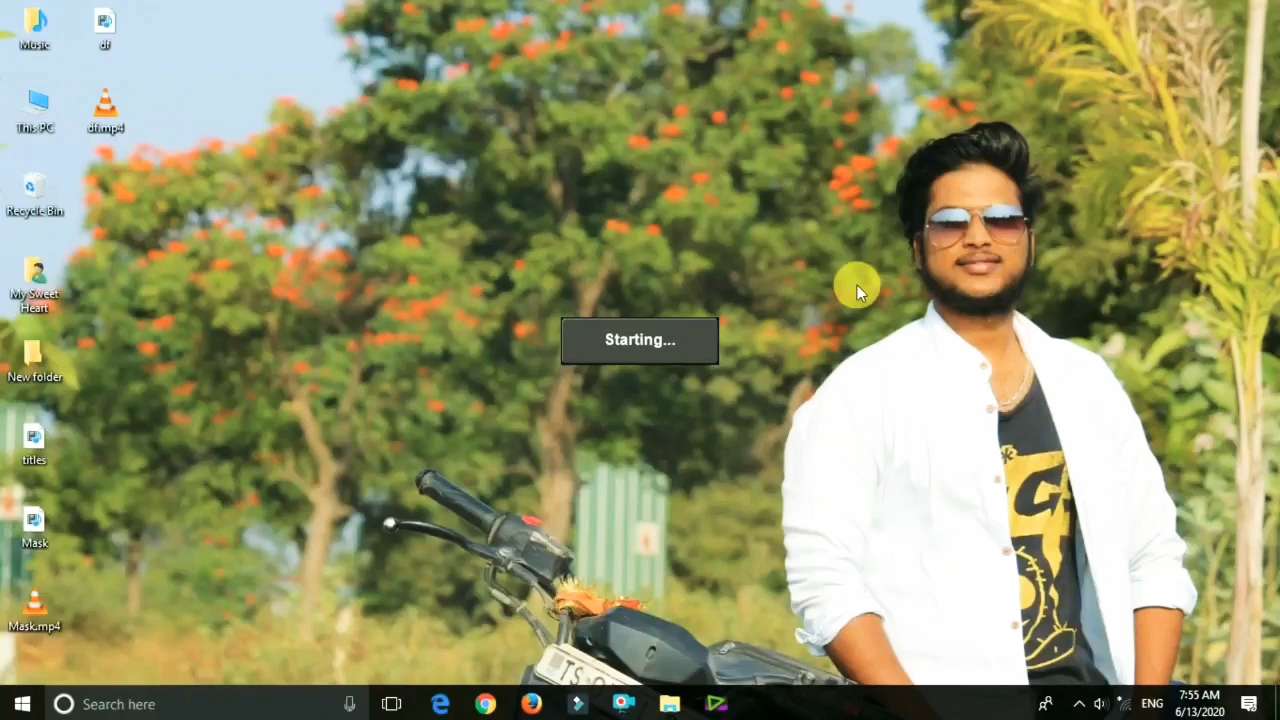 Music
df
This PC
df.mp4
Recycle Bin
My Sweet
Heart
New folder
titles
Mask
Mask.mp4
Starting...
TS
Search here
ENG
7:55 AM
6/13/2020